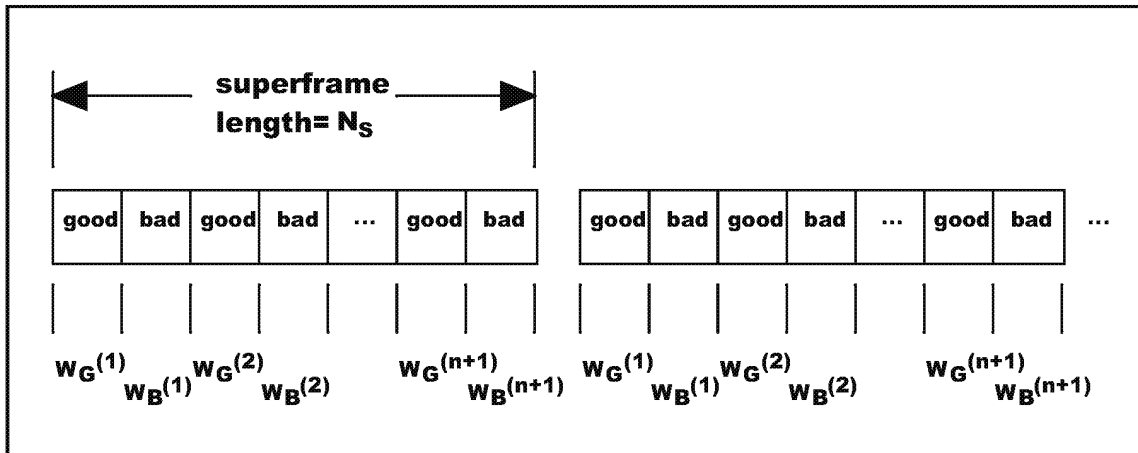 superframe
length= N_S
good bad good bad ... good bad good bad good bad ... good bad ...
w_G^(1) w_G^(2) w_G^(n+1) w_G^(1) w_G^(2) w_G^(n+1)
w_B^(1) w_B^(2) w_B^(n+1) w_B^(1) w_B^(2) w_B^(n+1)